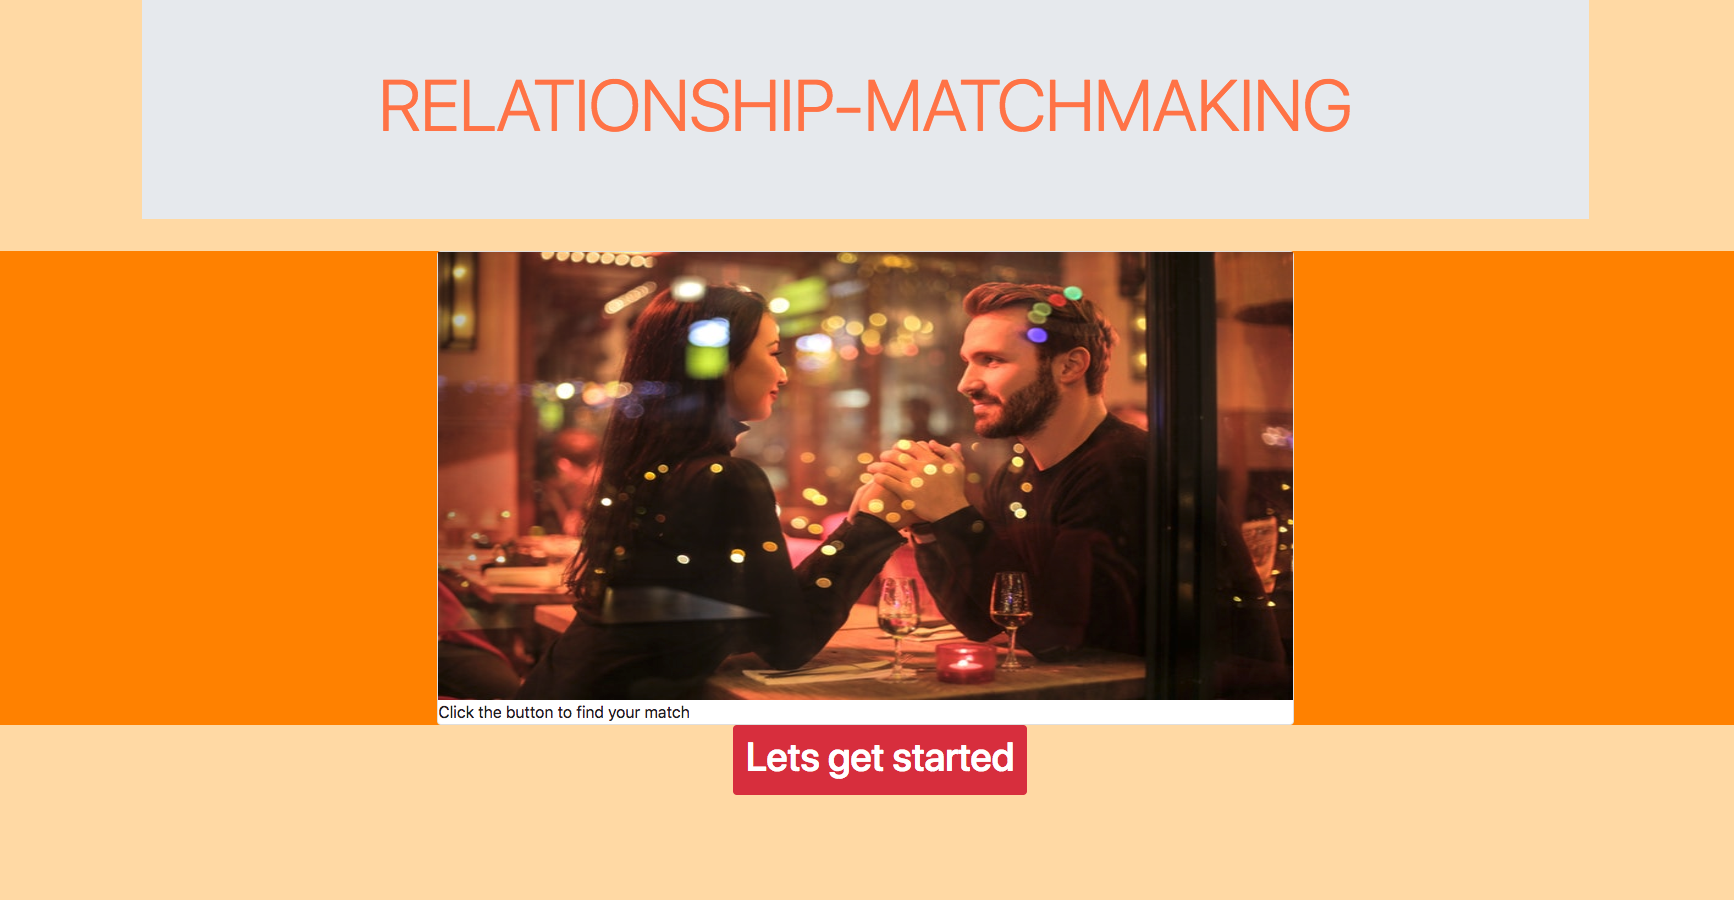 RELATIONSHIP-MATCHMAKING
Click the button to find your match
Lets get started